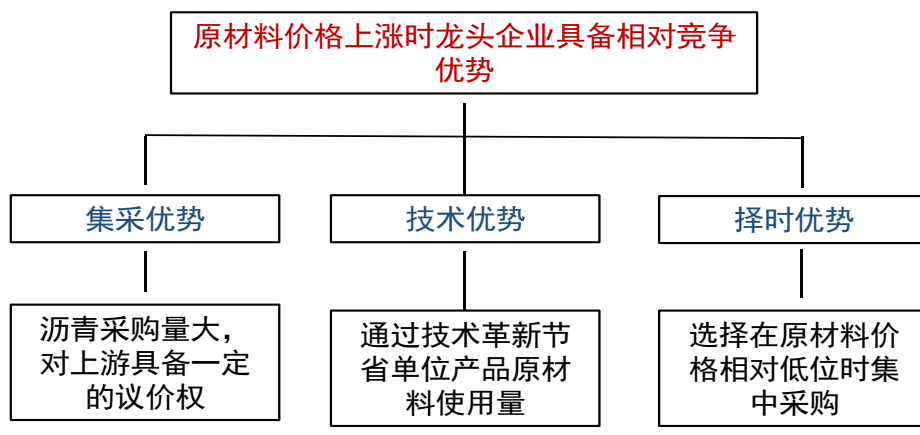 原材料价格上涨时龙头企业具备相对竞争
优势
集采优势
技术优势
择时优势
沥青采购量大，
对上游具备一定
的议价权
通过技术革新节
省单位产品原材
料使用量
选择在原材料价
格相对低位时集
中采购